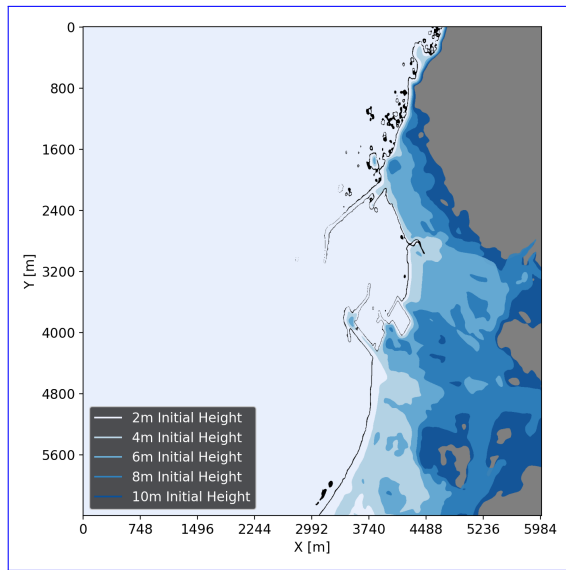 0
800
1600
2400
3200
4000
4800
5600
Y [m]
2m Initial Height
4m Initial Height
6m Initial Height
8m Initial Height
10m Initial Height
0 748 1496 2244 2992 3740 4488 5236 5984
X [m]